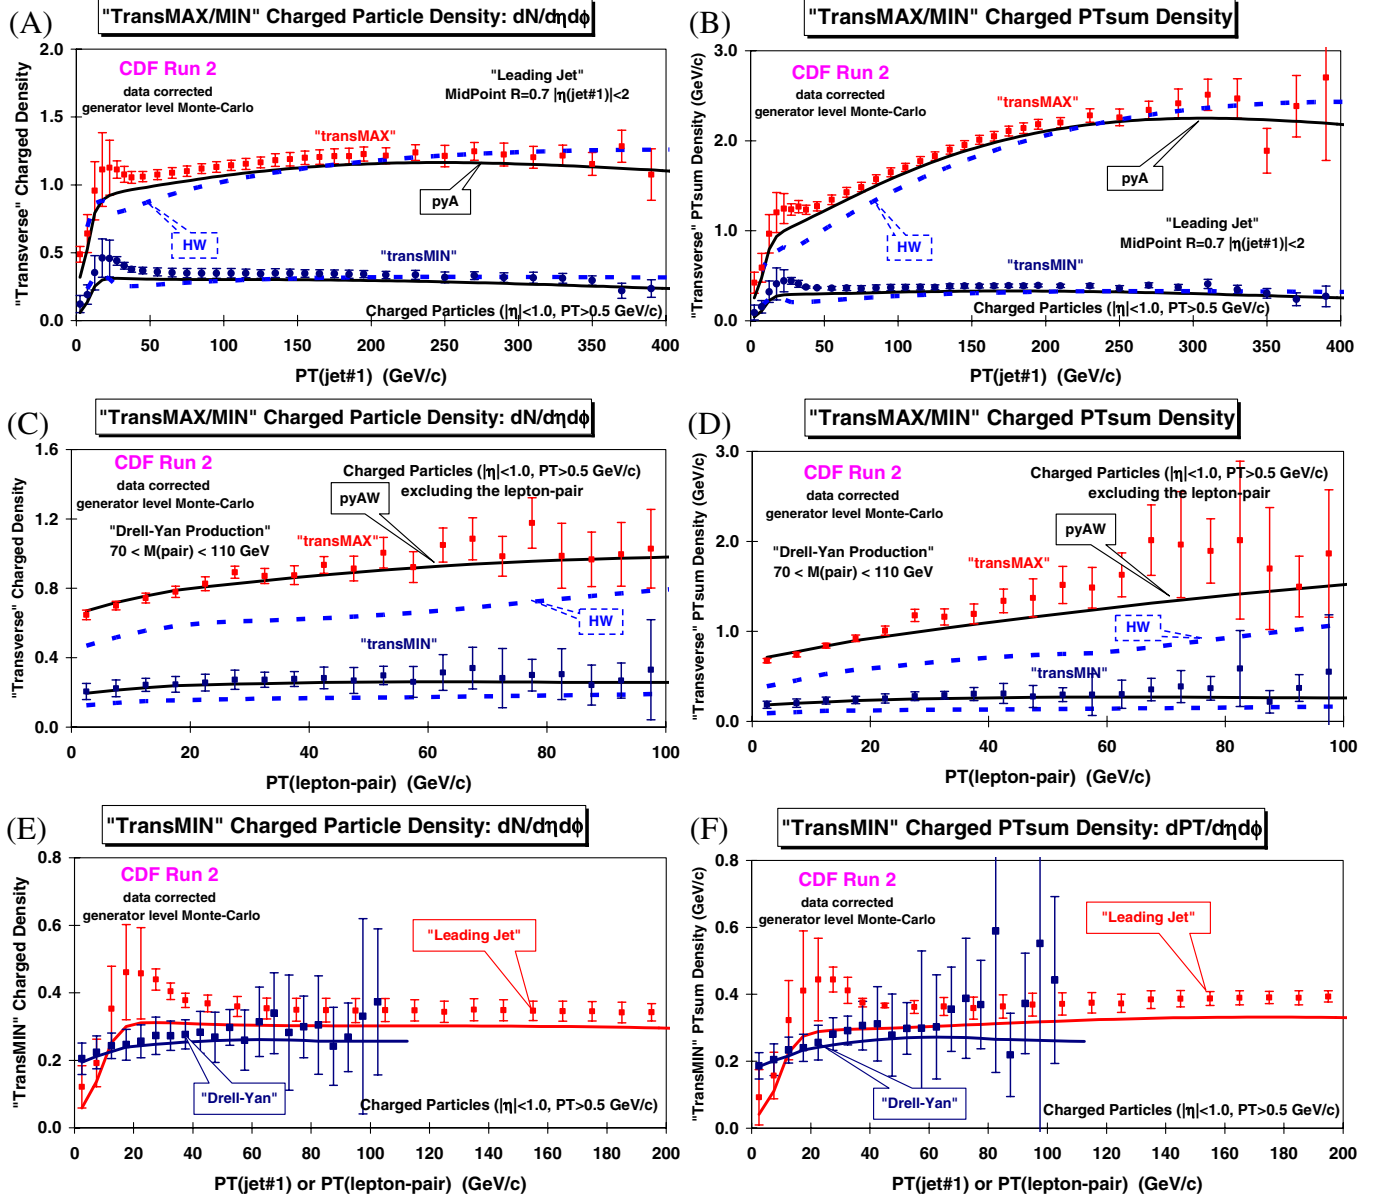 (A)
"TransMAX/MIN" Charged Particle Density: dN/dηdϕ
"Transverse" Charged Density
2.0
1.5
1.0
0.5
0.0
CDF Run 2
data corrected
generator level Monte-Carlo
"Leading Jet"
MidPoint R=0.7 |η(jet#1)|<2
"transMAX"
pyA
HW
"transMIN"
Charged Particles (|η|<1.0, PT>0.5 GeV/c)
0 50 100 150 200 250 300 350 400
PT(jet#1) (GeV/c)
(B)
"TransMAX/MIN" Charged PTsum Density
"Transverse" PTsum Density (GeV/c)
3.0
2.0
1.0
0.0
CDF Run 2
data corrected
generator level Monte-Carlo
"transMAX"
pyA
HW
"Leading Jet"
MidPoint R=0.7 |η(jet#1)|<2
"transMIN"
Charged Particles (|η|<1.0, PT>0.5 GeV/c)
0 50 100 150 200 250 300 350 400
PT(jet#1) (GeV/c)
(C)
"TransMAX/MIN" Charged Particle Density: dN/dηdϕ
"Transverse" Charged Density
1.6
1.2
0.8
0.4
0.0
CDF Run 2
data corrected
generator level Monte-Carlo
"Drell-Yan Production"
70 < M(pair) < 110 GeV
Charged Particles (|η|<1.0, PT>0.5 GeV/c)
excluding the lepton-pair
pyAW
"transMAX"
HW
"transMIN"
0 20 40 60 80 100
PT(lepton-pair) (GeV/c)
(D)
"TransMAX/MIN" Charged PTsum Density
"Transverse" PTsum Density (GeV/c)
3.0
2.0
1.0
0.0
CDF Run 2
data corrected
generator level Monte-Carlo
"Drell-Yan Production"
70 < M(pair) < 110 GeV
Charged Particles (|η|<1.0, PT>0.5 GeV/c)
excluding the lepton-pair
pyAW
"transMAX"
HW
"transMIN"
0 20 40 60 80 100
PT(lepton-pair) (GeV/c)
(E)
"TransMIN" Charged Particle Density: dN/dηdϕ
"TransMIN" Charged Density
0.8
0.6
0.4
0.2
0.0
CDF Run 2
data corrected
generator level Monte-Carlo
"Leading Jet"
"Drell-Yan"
Charged Particles (|η|<1.0, PT>0.5 GeV/c)
0 20 40 60 80 100 120 140 160 180 200
PT(jet#1) or PT(lepton-pair) (GeV/c)
(F)
"TransMIN" Charged PTsum Density: dPT/dηdϕ
"TransMIN" PTsum Density (GeV/c)
0.8
0.6
0.4
0.2
0.0
CDF Run 2
data corrected
generator level Monte-Carlo
"Leading Jet"
"Drell-Yan"
Charged Particles (|η|<1.0, PT>0.5 GeV/c)
0 20 40 60 80 100 120 140 160 180 200
PT(jet#1) or PT(lepton-pair) (GeV/c)